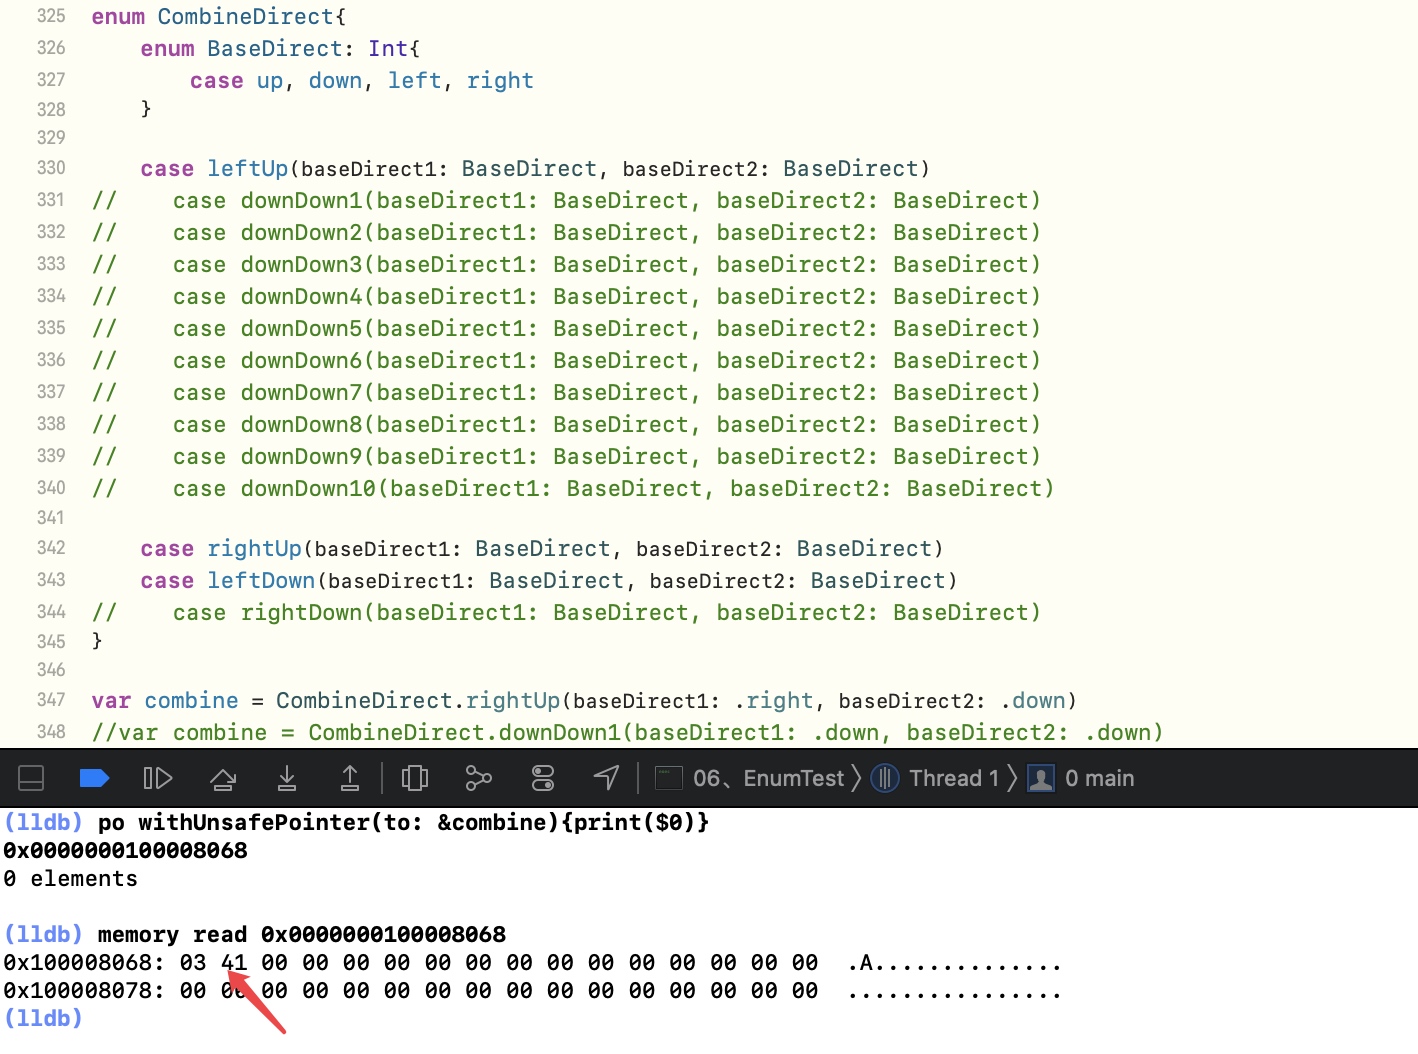 325 enum CombineDirect{
326     enum BaseDirect: Int{
327         case up, down, left, right
328     }
329
330     case leftUp(baseDirect1: BaseDirect, baseDirect2: BaseDirect)
331 //    case downDown1(baseDirect1: BaseDirect, baseDirect2: BaseDirect)
332 //    case downDown2(baseDirect1: BaseDirect, baseDirect2: BaseDirect)
333 //    case downDown3(baseDirect1: BaseDirect, baseDirect2: BaseDirect)
334 //    case downDown4(baseDirect1: BaseDirect, baseDirect2: BaseDirect)
335 //    case downDown5(baseDirect1: BaseDirect, baseDirect2: BaseDirect)
336 //    case downDown6(baseDirect1: BaseDirect, baseDirect2: BaseDirect)
337 //    case downDown7(baseDirect1: BaseDirect, baseDirect2: BaseDirect)
338 //    case downDown8(baseDirect1: BaseDirect, baseDirect2: BaseDirect)
339 //    case downDown9(baseDirect1: BaseDirect, baseDirect2: BaseDirect)
340 //    case downDown10(baseDirect1: BaseDirect, baseDirect2: BaseDirect)
341
342     case rightUp(baseDirect1: BaseDirect, baseDirect2: BaseDirect)
343     case leftDown(baseDirect1: BaseDirect, baseDirect2: BaseDirect)
344 //    case rightDown(baseDirect1: BaseDirect, baseDirect2: BaseDirect)
345 }
346
347 var combine = CombineDirect.rightUp(baseDirect1: .right, baseDirect2: .down)
348 //var combine = CombineDirect.downDown1(baseDirect1: .down, baseDirect2: .down)
06、EnumTest Thread 1 0 main
(lldb) po withUnsafePointer(to: &combine){print($0)}
0x0000000100008068
0 elements
(lldb) memory read 0x0000000100008068
0x100008068: 03 41 00 00 00 00 00 00 00 00 00 00 00 00 00 00  .A..............
0x100008078: 00 00 00 00 00 00 00 00 00 00 00 00 00 00 00 00  ................
(lldb)